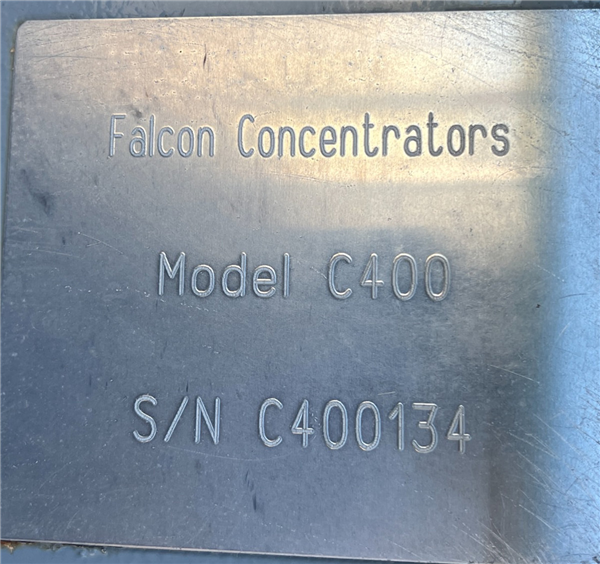 Falcon Concentrators
Model C400
S/N C400134